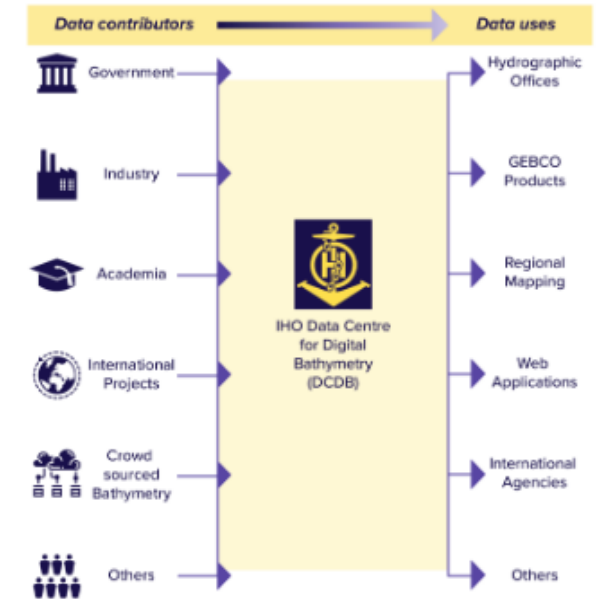 Data contributors
Data uses
Government
Industry
Academia
International
Projects
Crowd
sourced
Bathymetry
Others
IHO Data Centre
for Digital
Bathymetry
(DCDB)
Hydrographic
Offices
GEBCO
Products
Regional
Mapping
Web
Applications
International
Agencies
Others